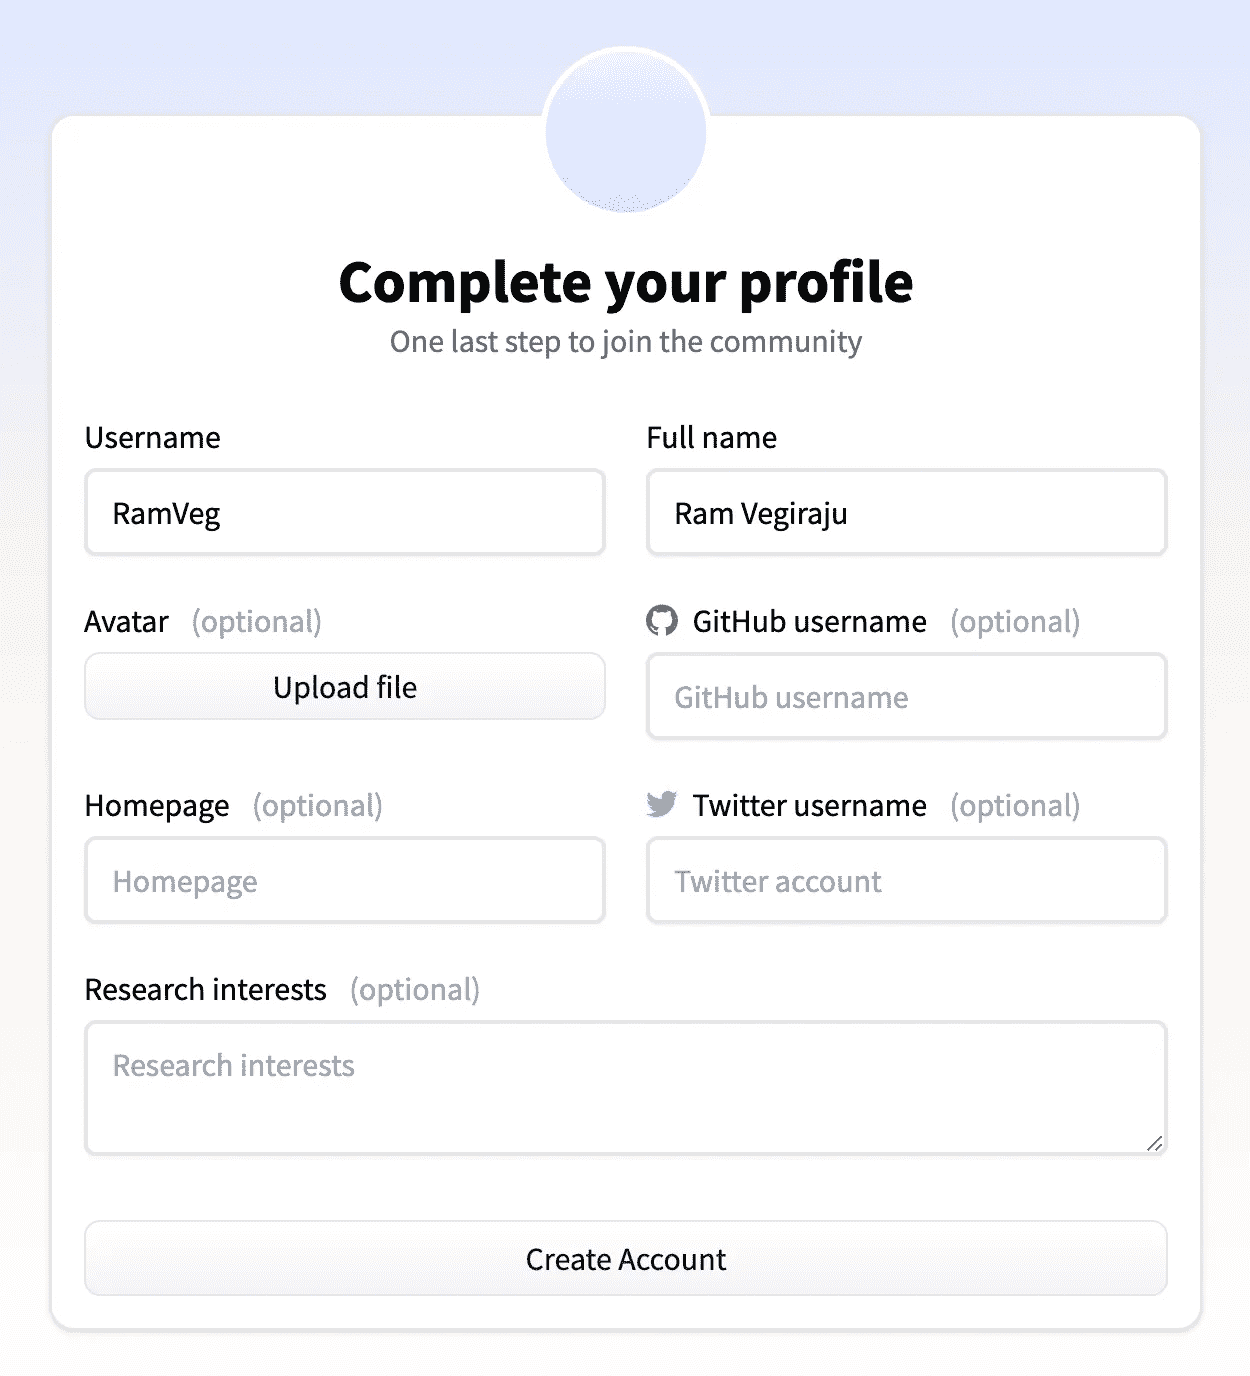 Complete your profile
One last step to join the community
Username
Full name
RamVeg
Ram Vegiraju
Avatar (optional)
GitHub username (optional)
Upload file
GitHub username
Homepage (optional)
Twitter username (optional)
Homepage
Twitter account
Research interests (optional)
Research interests
Create Account